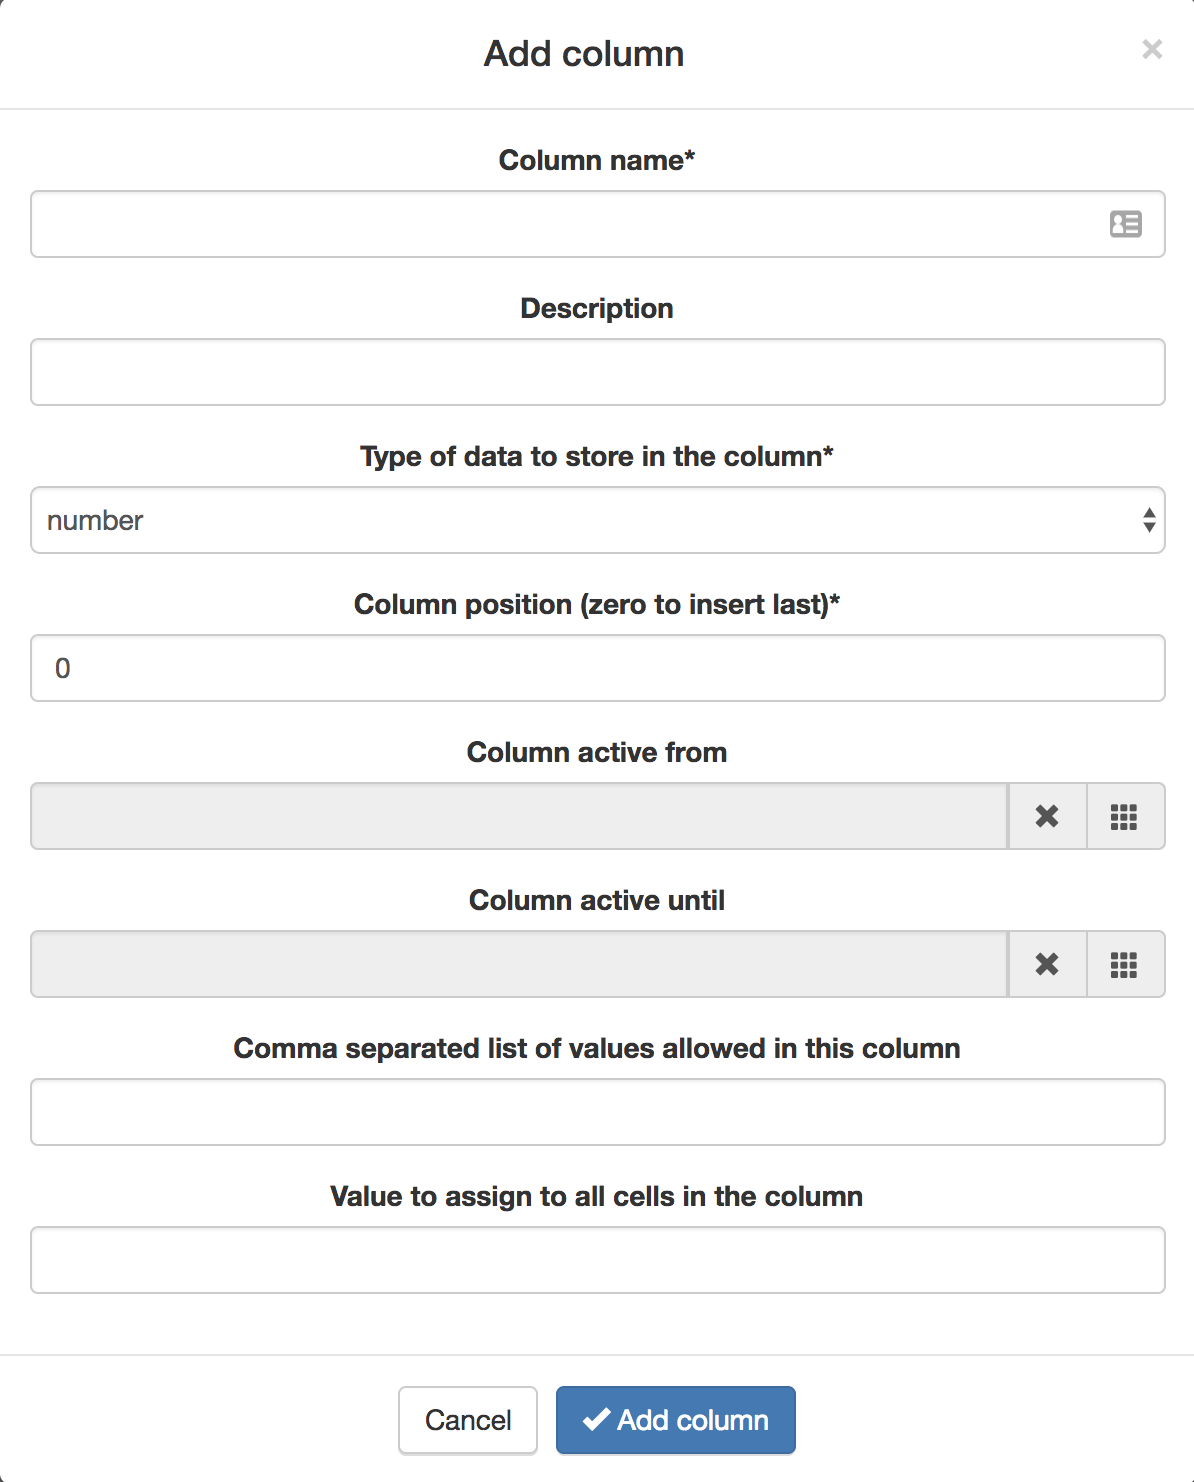 Add column
×
Column name*
Description
Type of data to store in the column*
number
Column position (zero to insert last)*
0
Column active from
Column active until
Comma separated list of values allowed in this column
Value to assign to all cells in the column
Cancel
Add column